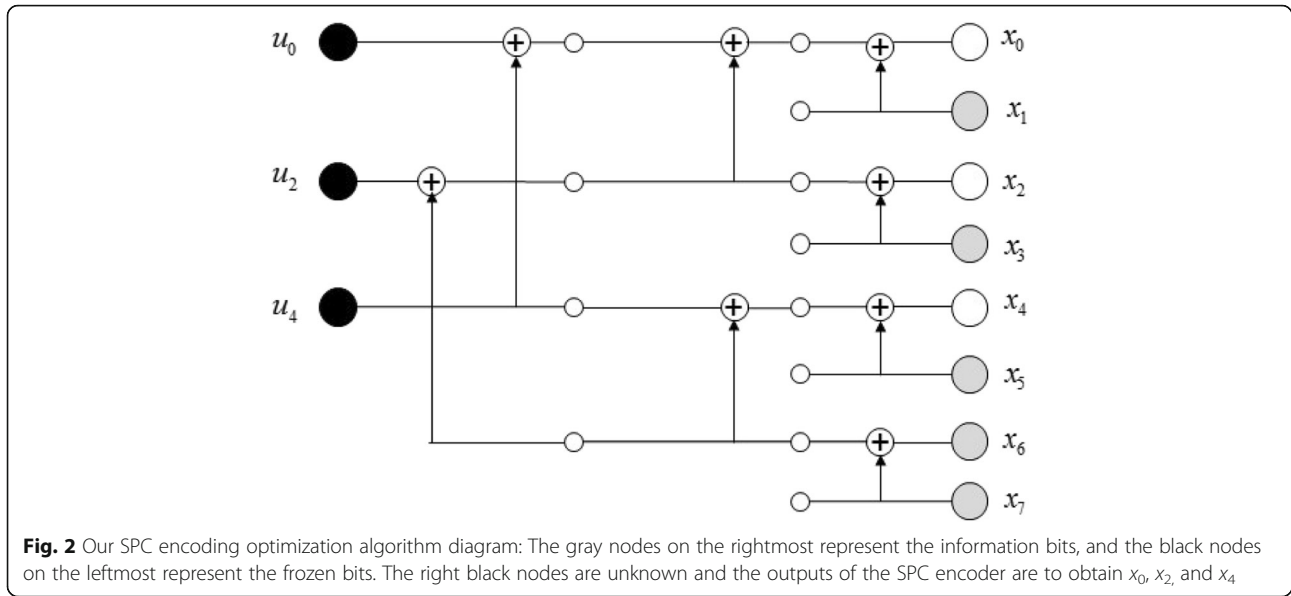 u₀ x₀
x₁
u₂ x₂
x₃
u₄ x₄
x₅
x₆
x₇
Fig. 2 Our SPC encoding optimization algorithm diagram: The gray nodes on the rightmost represent the information bits, and the black nodes
on the leftmost represent the frozen bits. The right black nodes are unknown and the outputs of the SPC encoder are to obtain x₀, x₂, and x₄